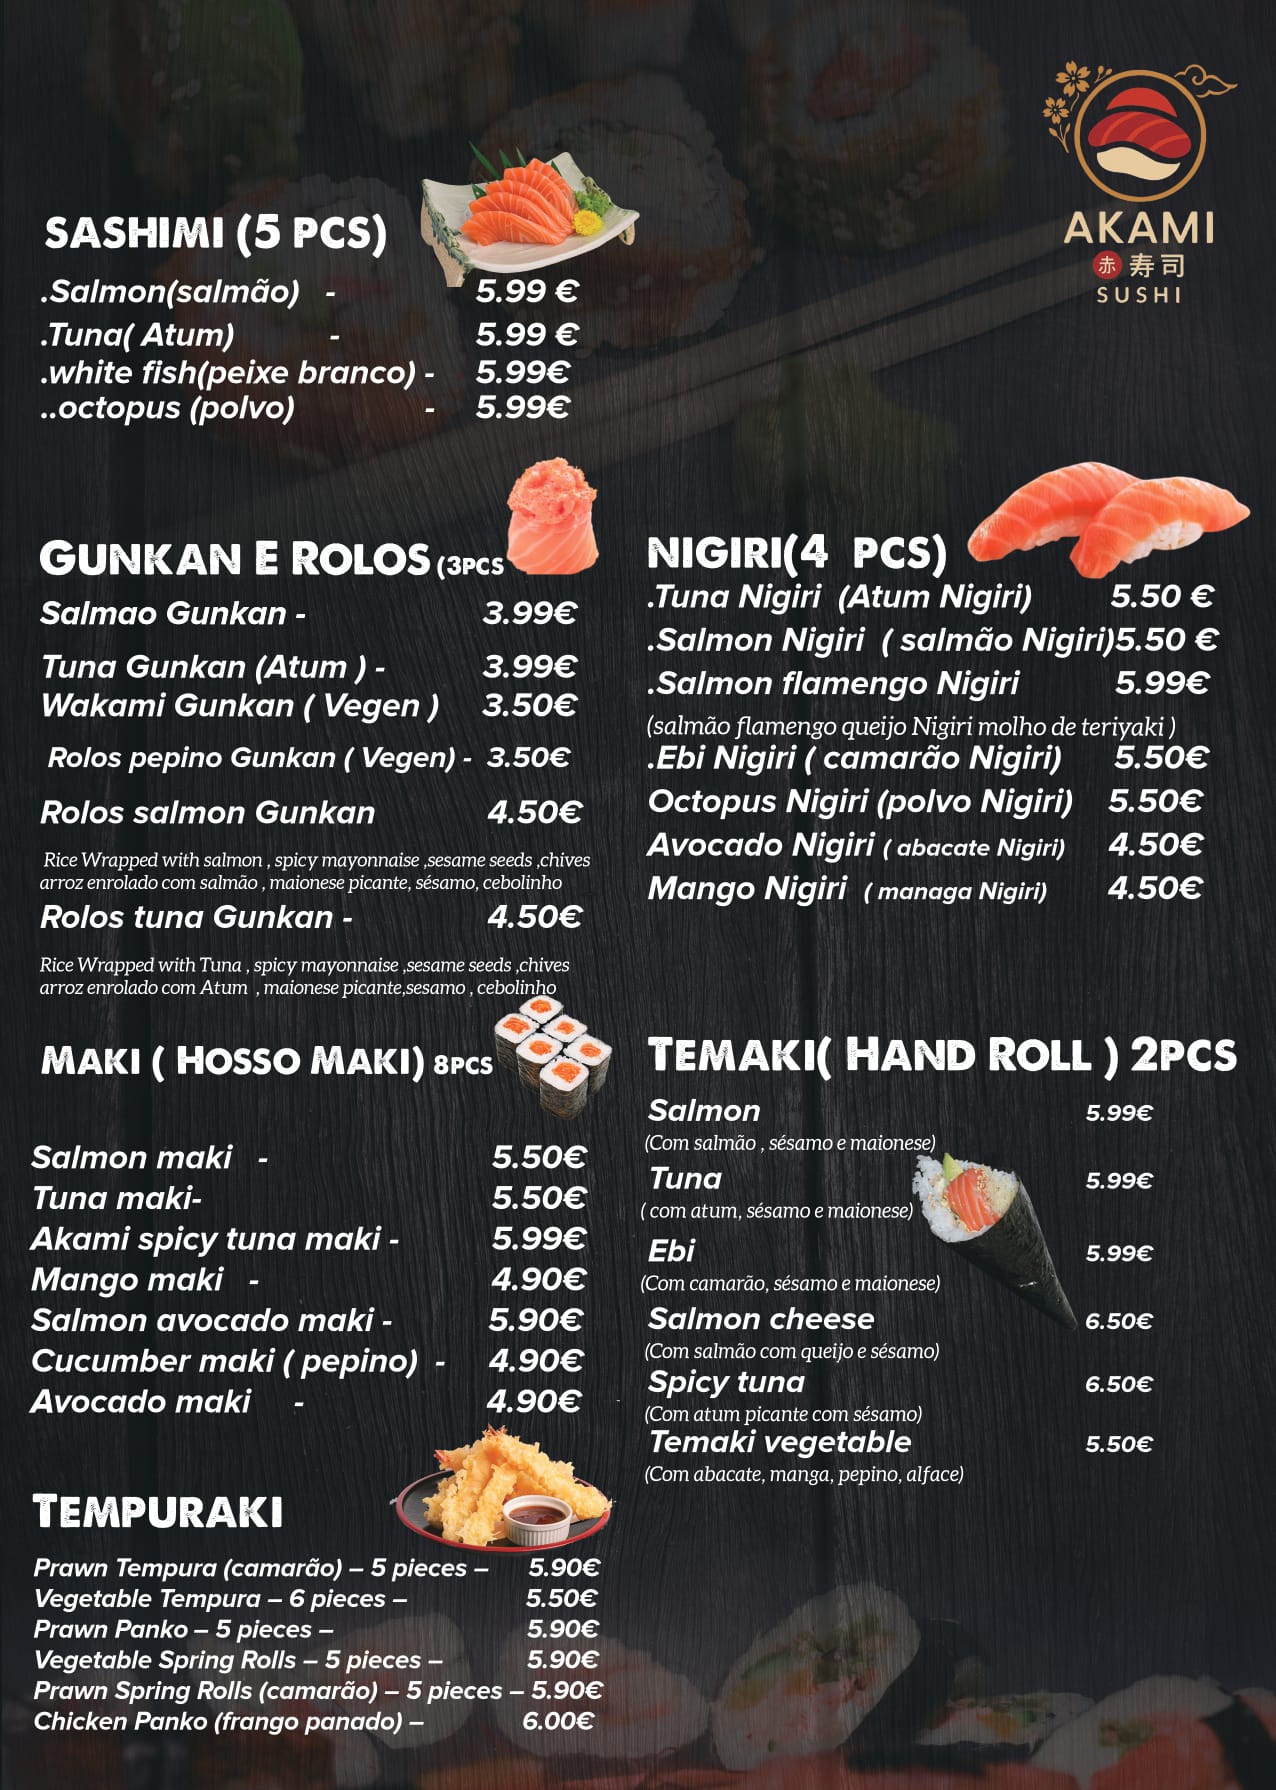 AKAMI
赤 寿司
SUSHI
SASHIMI (5 PCS)
.Salmon(salmão) - 5.99 €
.Tuna( Atum) - 5.99 €
.white fish(peixe branco) - 5.99€
..octopus (polvo) - 5.99€
GUNKAN E ROLOS (3PCS
Salmao Gunkan - 3.99€
Tuna Gunkan (Atum ) - 3.99€
Wakami Gunkan ( Vegen ) 3.50€
Rolos pepino Gunkan ( Vegen) - 3.50€
Rolos salmon Gunkan 4.50€
Rice Wrapped with salmon , spicy mayonnaise ,sesame seeds ,chives
arroz enrolado com salmão , maionese picante, sésamo, cebolinho
Rolos tuna Gunkan - 4.50€
Rice Wrapped with Tuna , spicy mayonnaise ,sesame seeds ,chives
arroz enrolado com Atum , maionese picante,sesamo , cebolinho
NIGIRI(4 PCS)
.Tuna Nigiri (Atum Nigiri) 5.50 €
.Salmon Nigiri ( salmão Nigiri)5.50 €
.Salmon flamengo Nigiri 5.99€
(salmão flamengo queijo Nigiri molho de teriyaki )
.Ebi Nigiri ( camarão Nigiri) 5.50€
Octopus Nigiri (polvo Nigiri) 5.50€
Avocado Nigiri ( abacate Nigiri) 4.50€
Mango Nigiri ( managa Nigiri) 4.50€
MAKI ( HOSSO MAKI) 8PCS
Salmon maki - 5.50€
Tuna maki- 5.50€
Akami spicy tuna maki - 5.99€
Mango maki - 4.90€
Salmon avocado maki - 5.90€
Cucumber maki ( pepino) - 4.90€
Avocado maki - 4.90€
TEMAKI( HAND ROLL ) 2PCS
Salmon 5.99€
(Com salmão , sésamo e maionese)
Tuna 5.99€
( com atum, sésamo e maionese)
Ebi 5.99€
(Com camarão, sésamo e maionese)
Salmon cheese 6.50€
(Com salmão com queijo e sésamo)
Spicy tuna 6.50€
(Com atum picante com sésamo)
Temaki vegetable 5.50€
(Com abacate, manga, pepino, alface)
TEMPURAKI
Prawn Tempura (camarão) – 5 pieces – 5.90€
Vegetable Tempura – 6 pieces – 5.50€
Prawn Panko – 5 pieces – 5.90€
Vegetable Spring Rolls – 5 pieces – 5.90€
Prawn Spring Rolls (camarão) – 5 pieces – 5.90€
Chicken Panko (frango panado) – 6.00€